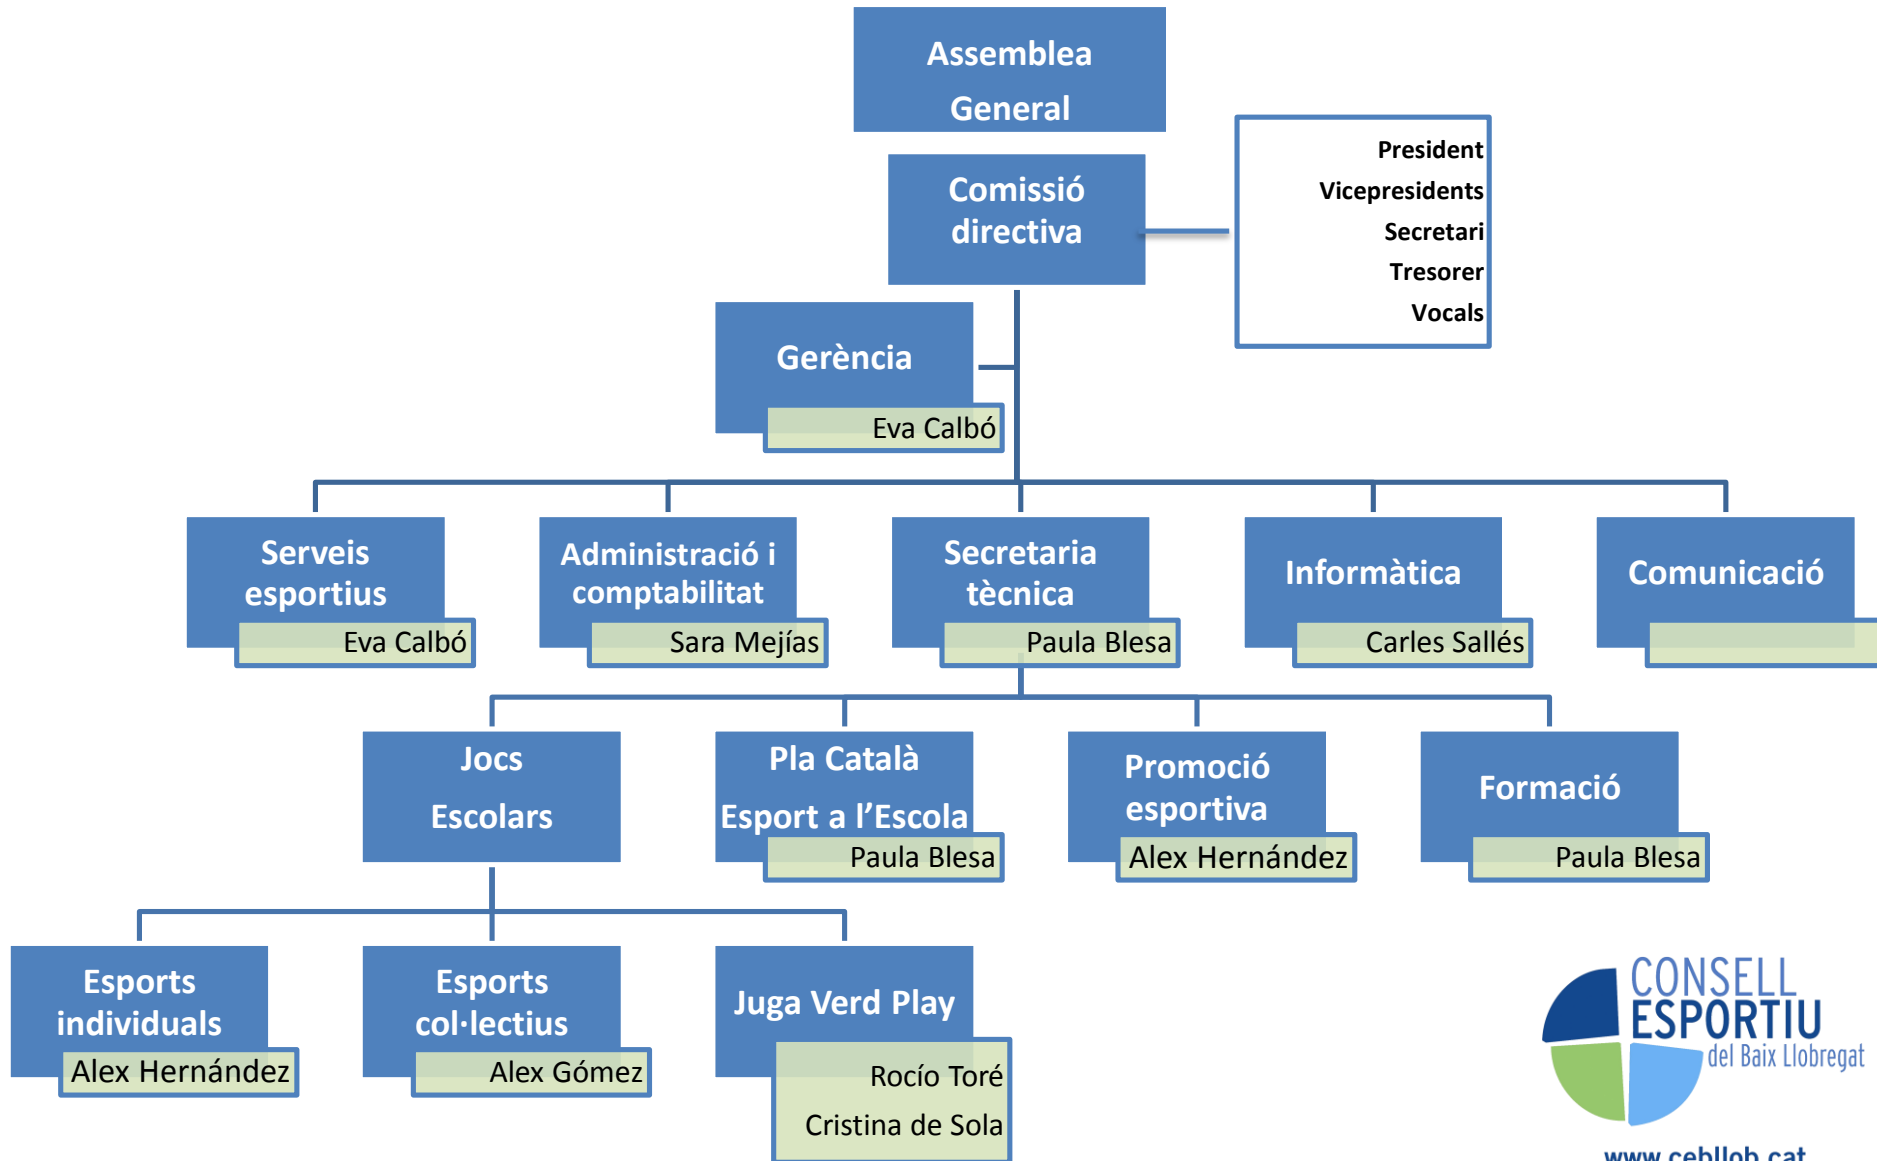 Assemblea
General
Comissió
directiva
President
Vicepresidents
Secretari
Tresorer
Vocals
Gerència
Eva Calbó
Serveis
esportius
Eva Calbó
Administració i
comptabilitat
Sara Mejías
Secretaria
tècnica
Paula Blesa
Informàtica
Carles Sallés
Comunicació
Jocs
Escolars
Pla Català
Esport a l’Escola
Paula Blesa
Promoció
esportiva
Alex Hernández
Formació
Paula Blesa
Esports
individuals
Alex Hernández
Esports
col·lectius
Alex Gómez
Juga Verd Play
Rocío Toré
Cristina de Sola
CONSELL
ESPORTIU
del Baix Llobregat
www.cebllob.cat